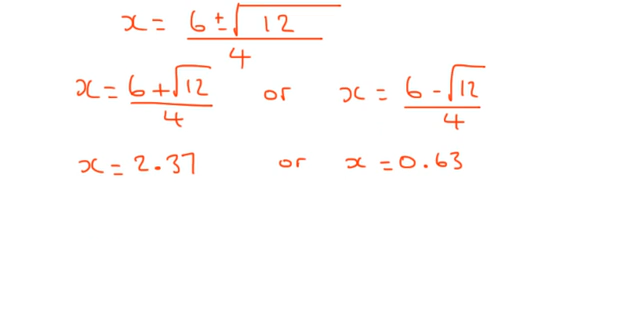 x = 6 ± √12 / 4
x = 6 + √12 / 4 or x = 6 - √12 / 4
x = 2.37 or x = 0.63